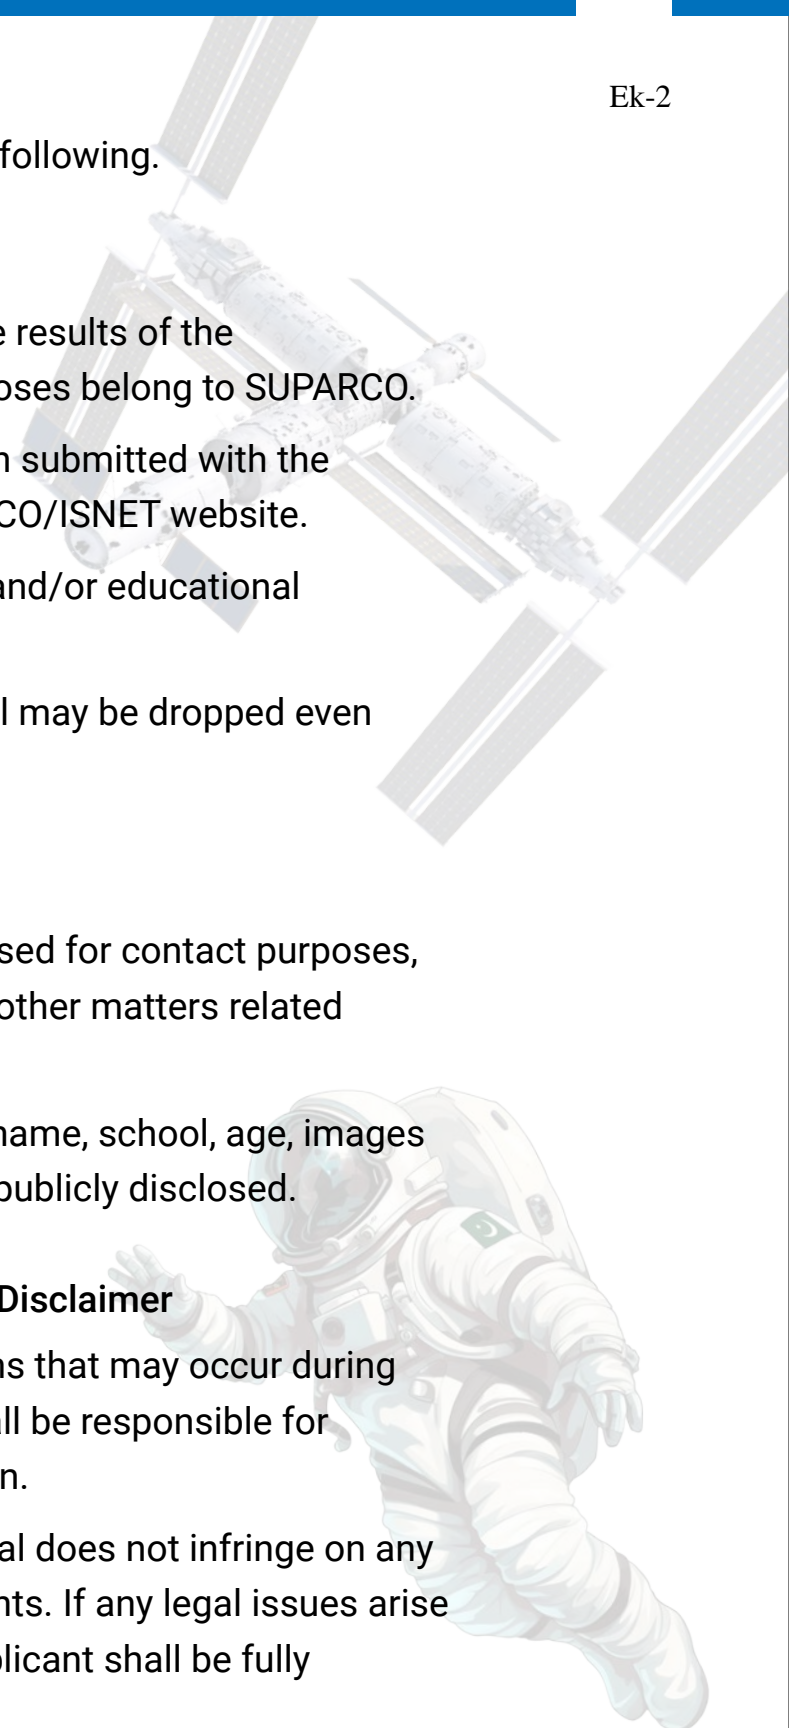 Ek-2
following.
results of the
oses belong to SUPARCO.
submitted with the
CO/ISNET website.
and/or educational
may be dropped even
sed for contact purposes,
other matters related
name, school, age, images
publicly disclosed.
Disclaimer
ns that may occur during
all be responsible for
n.
al does not infringe on any
nts. If any legal issues arise
plicant shall be fully